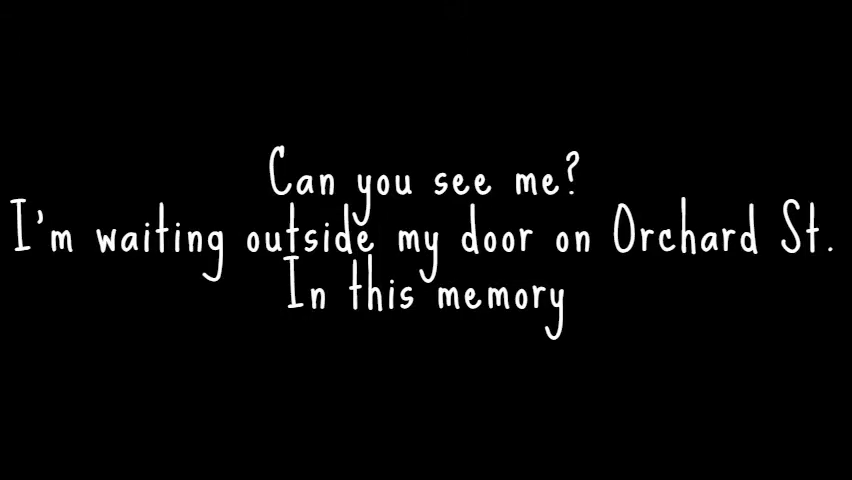 Can you see me?
I'm waiting outside my door on Orchard St.
In this memory